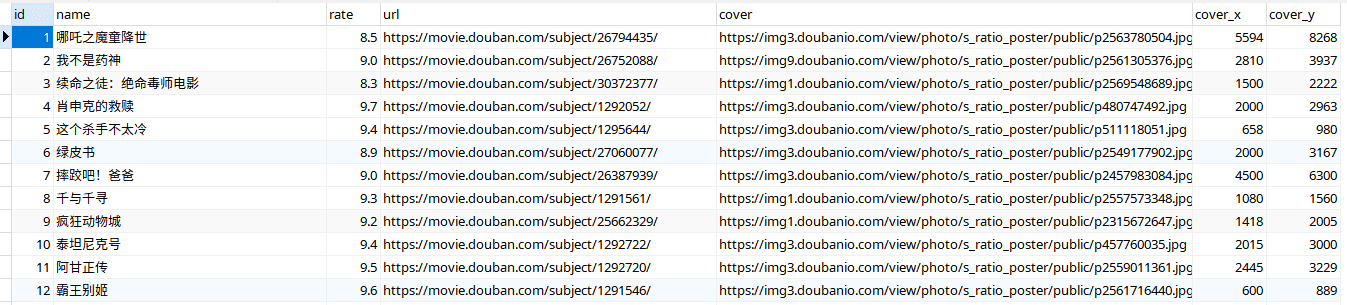 id name rate url cover cover_x cover_y
1 哪吒之魔童降世 8.5 https://movie.douban.com/subject/26794435/ https://img3.doubanio.com/view/photo/s_ratio_poster/public/p2563780504.jpg 5594 8268
2 我不是药神 9.0 https://movie.douban.com/subject/26752088/ https://img9.doubanio.com/view/photo/s_ratio_poster/public/p2561305376.jpg 2810 3937
3 续命之徒：绝命毒师电影 8.3 https://movie.douban.com/subject/30372377/ https://img1.doubanio.com/view/photo/s_ratio_poster/public/p2569548689.jpg 1500 2222
4 肖申克的救赎 9.7 https://movie.douban.com/subject/1292052/ https://img3.doubanio.com/view/photo/s_ratio_poster/public/p480747492.jpg 2000 2963
5 这个杀手不太冷 9.4 https://movie.douban.com/subject/1295644/ https://img3.doubanio.com/view/photo/s_ratio_poster/public/p511118051.jpg 658 980
6 绿皮书 8.9 https://movie.douban.com/subject/27060077/ https://img3.doubanio.com/view/photo/s_ratio_poster/public/p2549177902.jpg 2000 3167
7 摔跤吧！爸爸 9.0 https://movie.douban.com/subject/26387939/ https://img3.doubanio.com/view/photo/s_ratio_poster/public/p2457983084.jpg 4500 6300
8 千与千寻 9.3 https://movie.douban.com/subject/1291561/ https://img1.doubanio.com/view/photo/s_ratio_poster/public/p2557573348.jpg 1080 1560
9 疯狂动物城 9.2 https://movie.douban.com/subject/25662329/ https://img1.doubanio.com/view/photo/s_ratio_poster/public/p2315672647.jpg 1418 2005
10 泰坦尼克号 9.4 https://movie.douban.com/subject/1292722/ https://img3.doubanio.com/view/photo/s_ratio_poster/public/p457760035.jpg 2015 3000
11 阿甘正传 9.5 https://movie.douban.com/subject/1292720/ https://img3.doubanio.com/view/photo/s_ratio_poster/public/p2559011361.jpg 2445 3229
12 霸王别姬 9.6 https://movie.douban.com/subject/1291546/ https://img3.doubanio.com/view/photo/s_ratio_poster/public/p2561716440.jpg 600 889